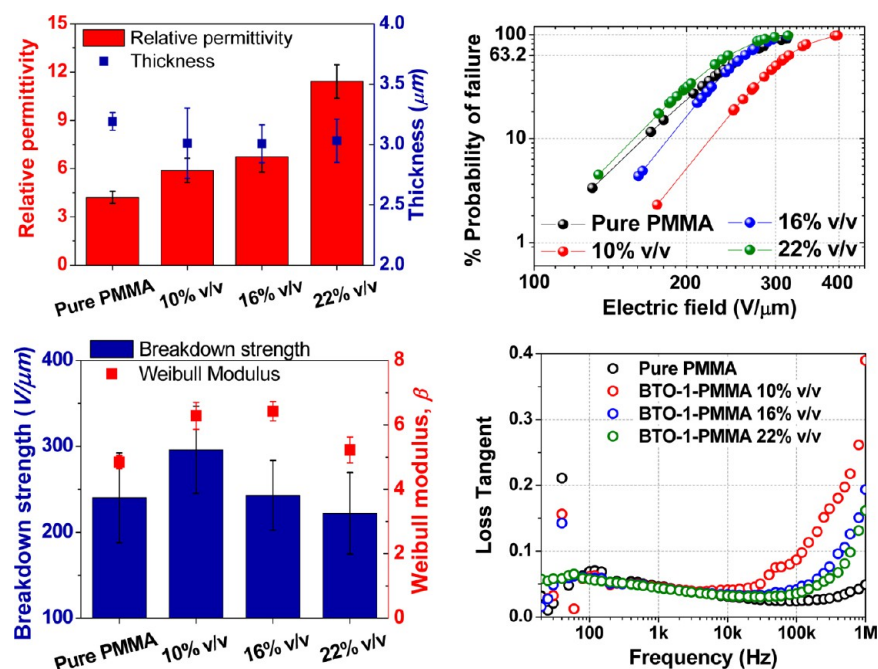 15
12
9
6
3
0
Relative permittivity
Relative permittivity
Thickness
4.0
3.5
3.0
2.5
2.0
Thickness (μm)
Pure PMMA
10% v/v
16% v/v
22% v/v
100
63.2
10
1
% Probability of failure
Pure PMMA
16% v/v
10% v/v
22% v/v
100
200
300
400
Electric field (V/μm)
400
300
200
100
Breakdown strength (V/μm)
Breakdown strength
Weibull Modulus
8
6
4
2
0
Weibull modulus, β
Pure PMMA
10% v/v
16% v/v
22% v/v
0.4
0.3
0.2
0.1
0.0
Loss Tangent
Pure PMMA
BTO-1-PMMA 10% v/v
BTO-1-PMMA 16% v/v
BTO-1-PMMA 22% v/v
100
1k
10k
100k
1M
Frequency (Hz)